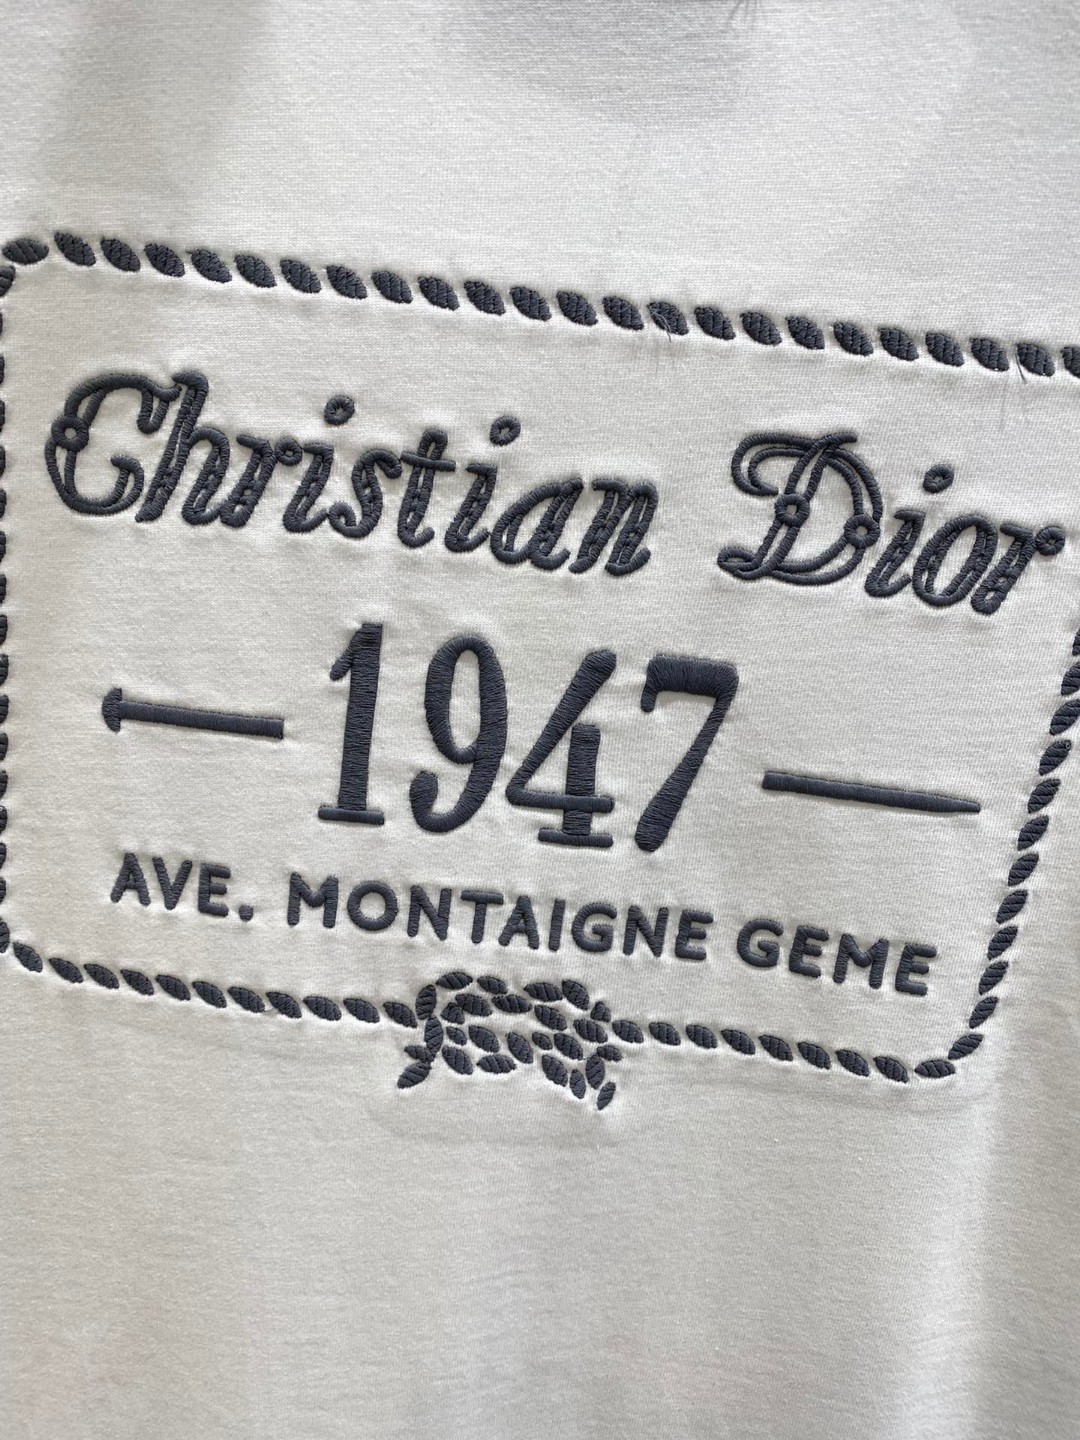 Christian Dior
1947
AVE. MONTAIGNE GEME